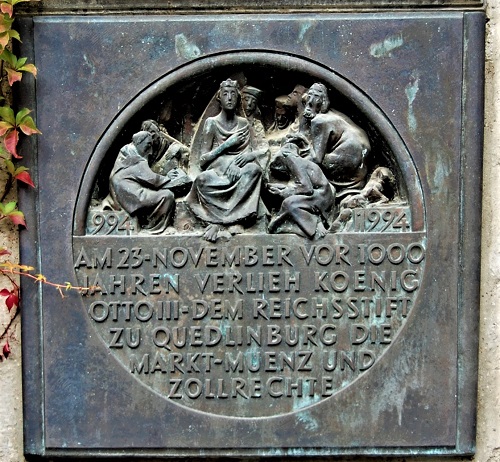 994 1994
AM 23-NOVEMBER VOR 1000
JAHREN VERLIEH KOENIG
OTTO III-DEM REICHSSTIFT
ZU QUEDLINBURG DIE
MARKT-MUENZ UND
ZOLLRECHTE